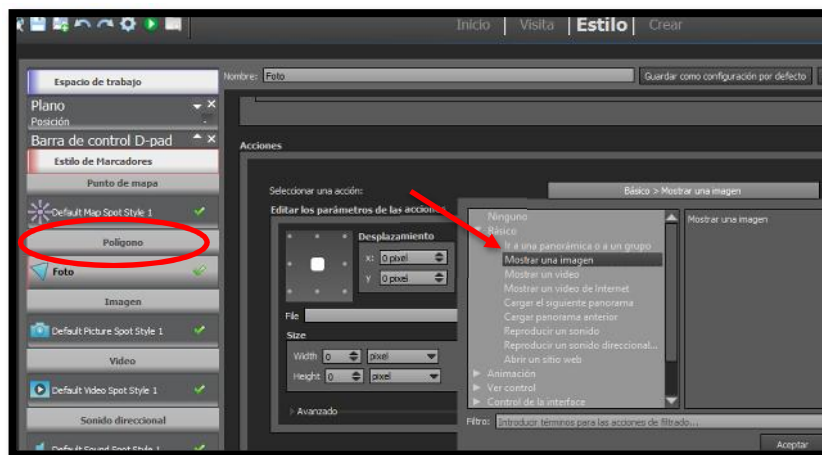 Inicio | Visita | Estilo | Crear
Espacio de trabajo
Nombre: Foto
Guardar como configuración por defecto
Plano
Posición
Barra de control D-pad
Estilo de Marcadores
Punto de mapa
Default Map Spot Style 1
Polígono
Foto
Imagen
Default Picture Spot Style 1
Video
Default Video Spot Style 1
Sonido direccional
Default Sound Spot Style 1
Acciones
Seleccionar una acción:
Básico > Mostrar una imagen
Editar los parámetros de las acciones
Desplazamiento
x: 0 pixel
y 0 pixel
File
Size
Width 0 pixel
Height 0 pixel
Avanzado
Ninguno
Básico
Ir a una panorámica o a un grupo
Mostrar una imagen
Mostrar un video
Mostrar un video de Internet
Cargar el siguiente panorama
Cargar panorama anterior
Reproducir un sonido
Reproducir un sonido direccional...
Abrir un sitio web
Animación
Ver control
Control de la interface
Mostrar una imagen
Filtro: Introducir términos para las acciones de filtrado...
Aceptar